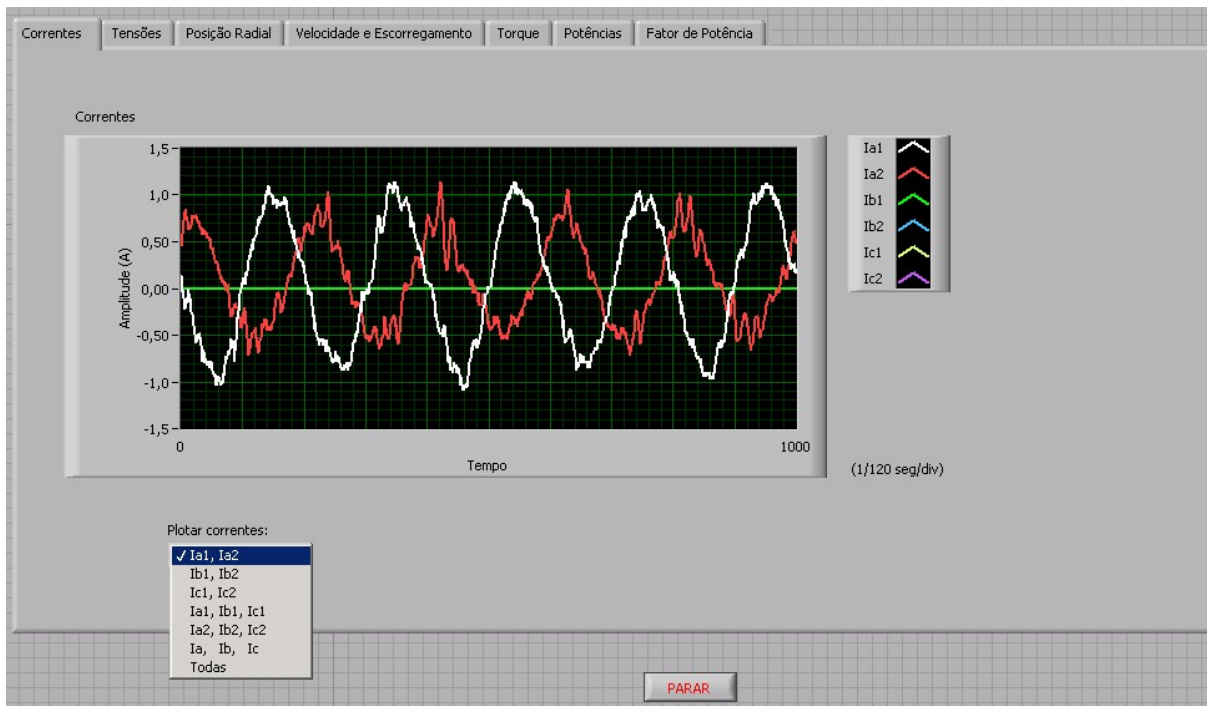 Correntes Tensões Posição Radial Velocidade e Escorregamento Torque Potências Fator de Potência
Correntes
1,5
1,0
0,50
0,00
-0,50
-1,0
-1,5
Amplitude (A)
0 1000
Tempo
Ia1
Ia2
Ib1
Ib2
Ic1
Ic2
(1/120 seg/div)
Plotar correntes:
✓ Ia1, Ia2
Ib1, Ib2
Ic1, Ic2
Ia1, Ib1, Ic1
Ia2, Ib2, Ic2
Ia, Ib, Ic
Todas
PARAR